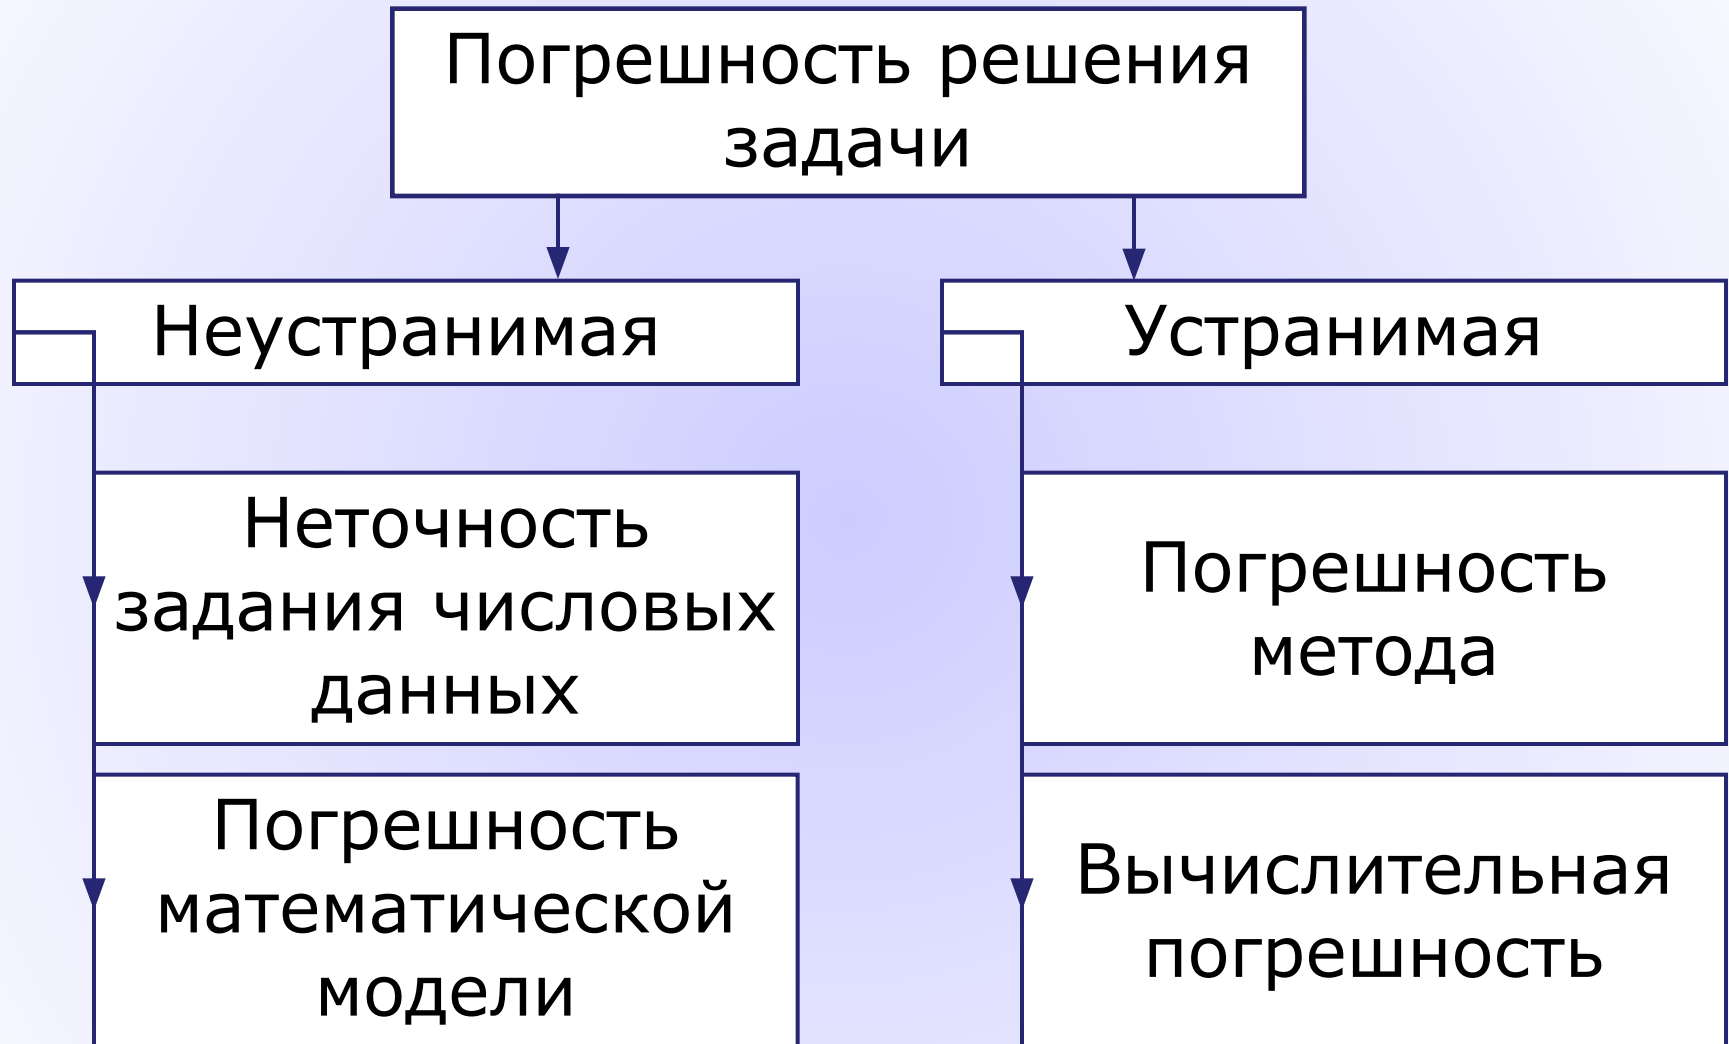 Погрешность решения
задачи
Неустранимая
Устранимая
Неточность
задания числовых
данных
Погрешность
метода
Погрешность
математической
модели
Вычислительная
погрешность